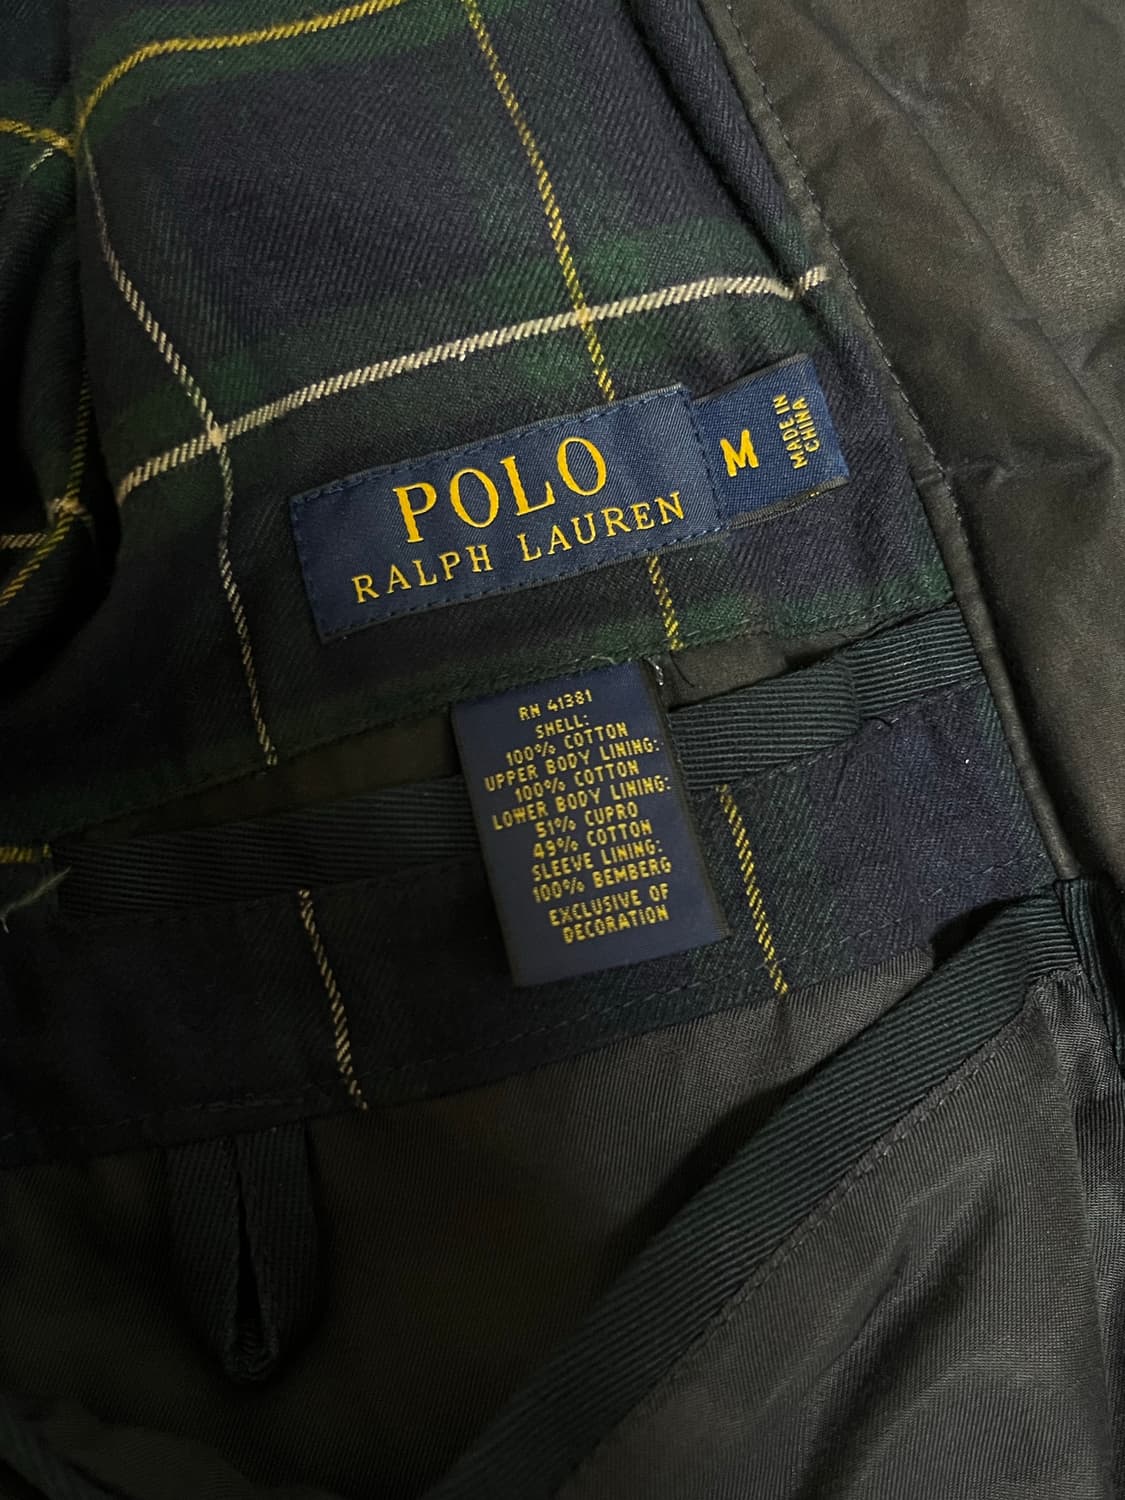 POLO
RALPH LAUREN
M
MADE IN
CHINA
RN 41381
SHELL:
100% COTTON
UPPER BODY LINING:
100% COTTON
LOWER BODY LINING:
51% CUPRO
49% COTTON
SLEEVE LINING:
100% BEMBERG
EXCLUSIVE OF
DECORATION